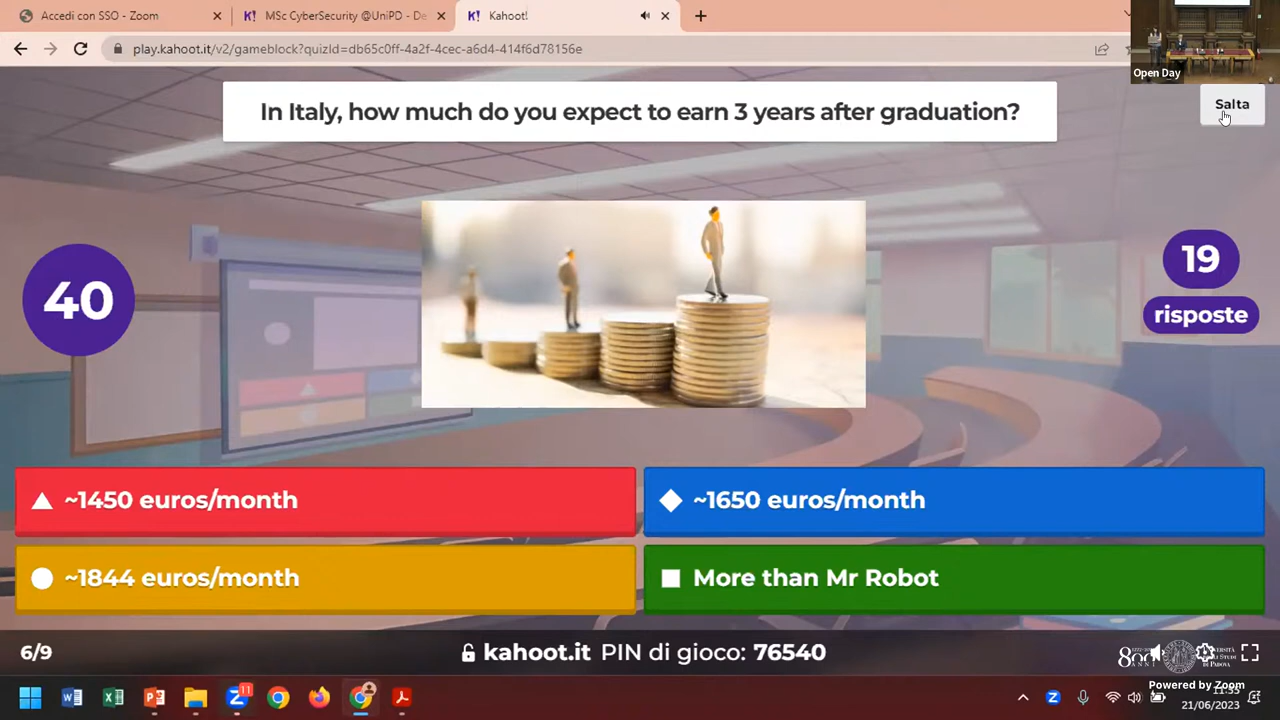 Accedi con SSO - Zoom
MSc CyberSecurity @UniPD - De
Kahoot!
play.kahoot.it/v2/gameblock?quizId=db65c0ff-4a2f-4cec-a6d4-414f6d78156e
Open Day
Salta
In Italy, how much do you expect to earn 3 years after graduation?
40
19
risposte
~1450 euros/month
~1650 euros/month
~1844 euros/month
More than Mr Robot
6/9
kahoot.it PIN di gioco: 76540
Powered by Zoom
11
21/06/2023